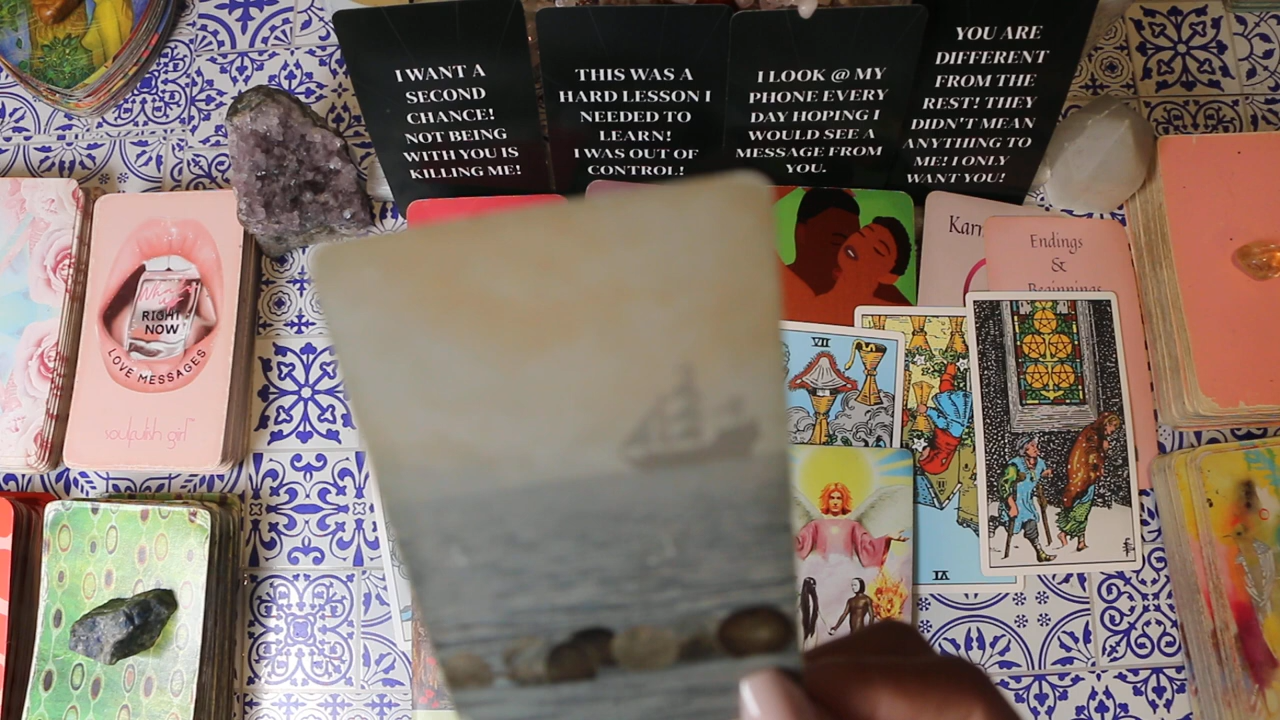 I WANT A
SECOND
CHANCE!
NOT BEING
WITH YOU IS
KILLING ME!
THIS WAS A
HARD LESSON I
NEEDED TO
LEARN!
I WAS OUT OF
CONTROL!
I LOOK @ MY
PHONE EVERY
DAY HOPING I
WOULD SEE A
MESSAGE FROM
YOU.
YOU ARE
DIFFERENT
FROM THE
REST! THEY
DIDN'T MEAN
ANYTHING TO
ME! I ONLY
WANT YOU!
RIGHT
NOW
LOVE MESSAGES
soulpukh girl
Endings
&
Beginnings
VII
VI